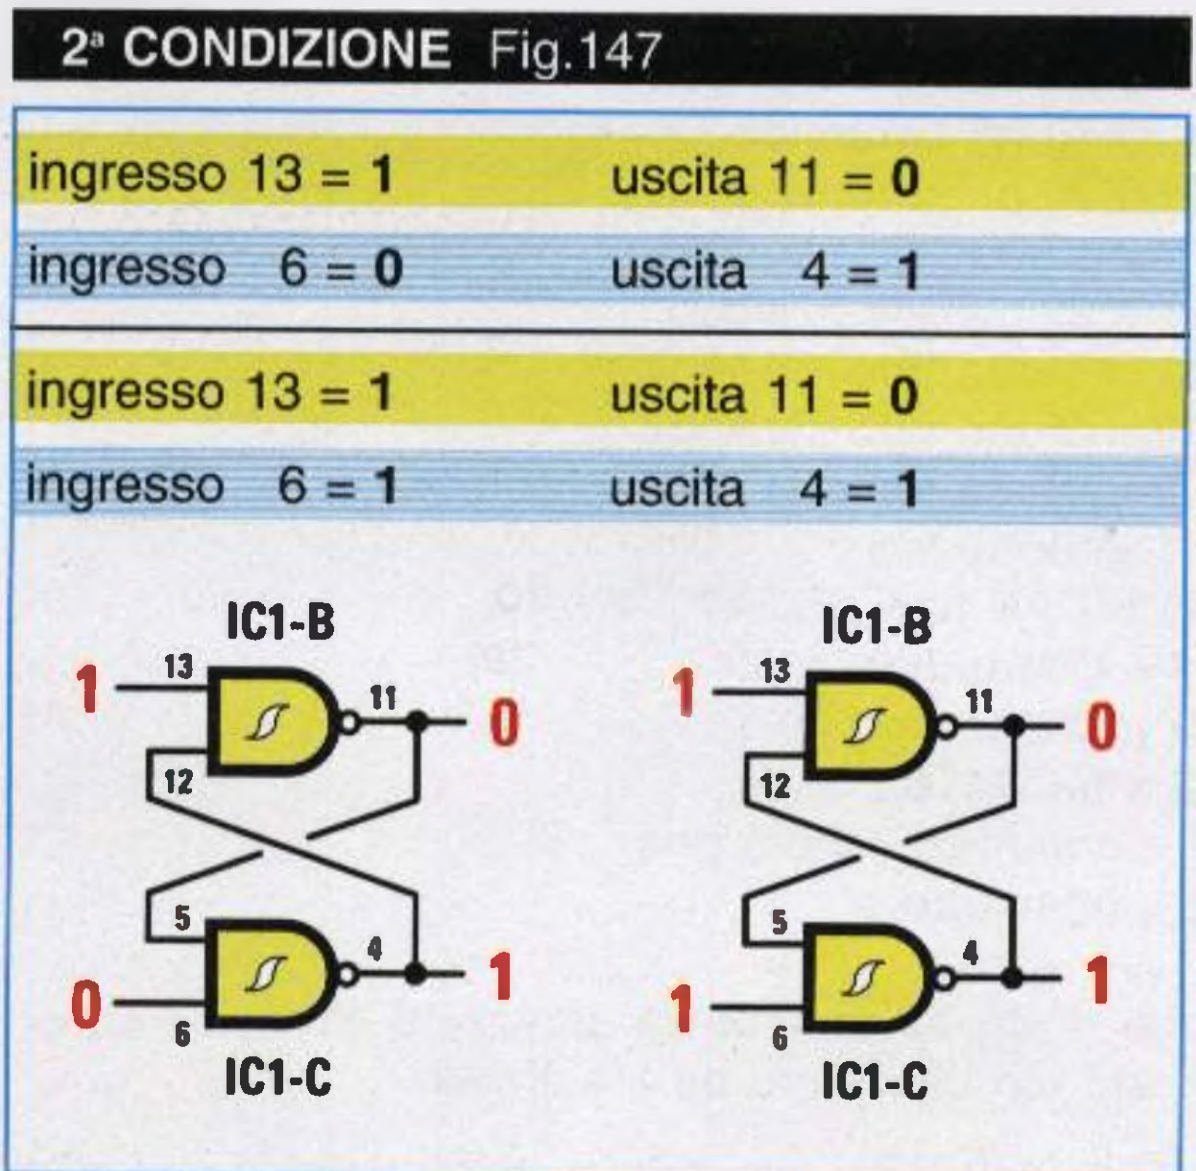 2ª CONDIZIONE Fig.147
ingresso 13 = 1 uscita 11 = 0
ingresso 6 = 0 uscita 4 = 1
ingresso 13 = 1 uscita 11 = 0
ingresso 6 = 1 uscita 4 = 1
IC1-B IC1-B
1 13 11 0 1 13 11 0
12 12
5 5
4 1 4 1
0 6 1 6
IC1-C IC1-C